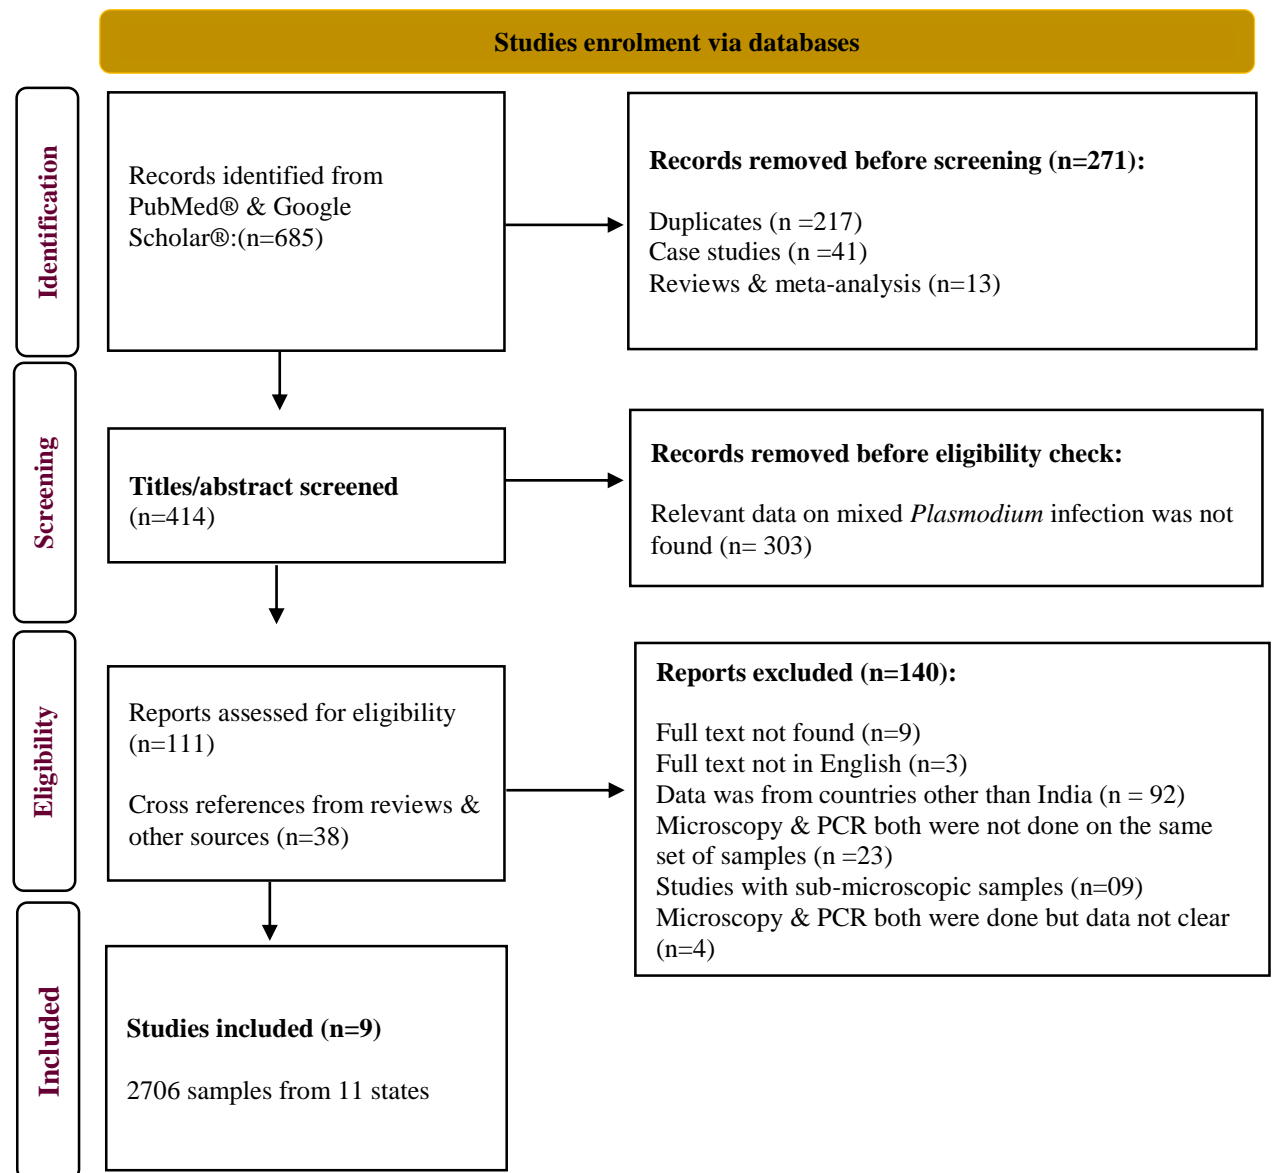 Studies enrolment via databases
Identification
Records identified from
PubMed® & Google
Scholar®:(n=685)
Records removed before screening (n=271):
Duplicates (n =217)
Case studies (n =41)
Reviews & meta-analysis (n=13)
Screening
Titles/abstract screened
(n=414)
Records removed before eligibility check:
Relevant data on mixed Plasmodium infection was not
found (n= 303)
Eligibility
Reports assessed for eligibility
(n=111)
Cross references from reviews &
other sources (n=38)
Reports excluded (n=140):
Full text not found (n=9)
Full text not in English (n=3)
Data was from countries other than India (n = 92)
Microscopy & PCR both were not done on the same
set of samples (n =23)
Studies with sub-microscopic samples (n=09)
Microscopy & PCR both were done but data not clear
(n=4)
Included
Studies included (n=9)
2706 samples from 11 states